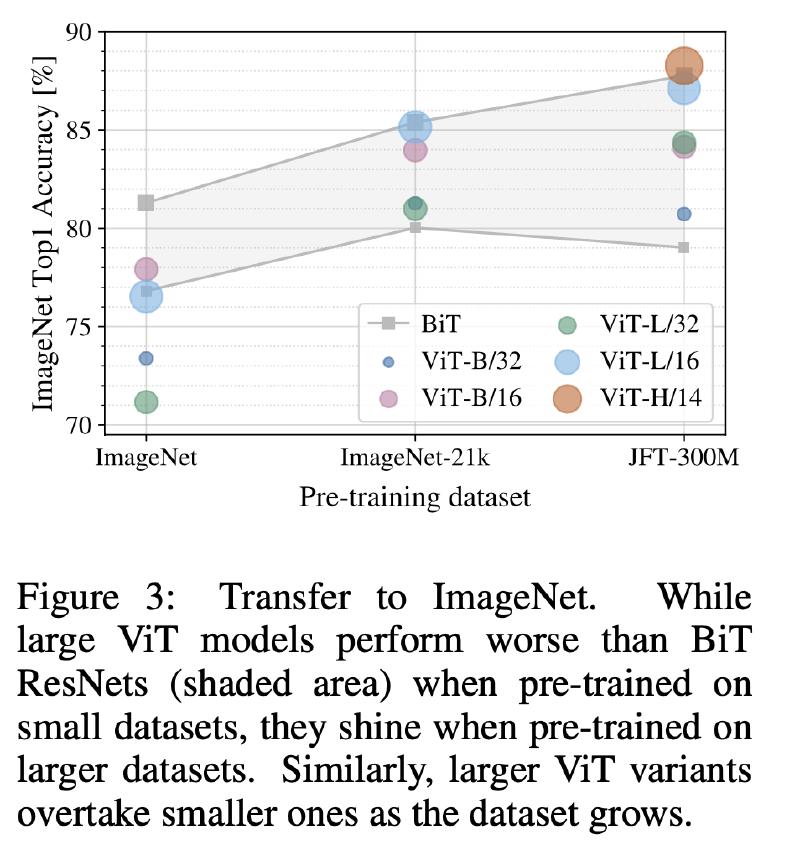 90
85
80
75
70
ImageNet Top1 Accuracy [%]
BiT
ViT-B/32
ViT-B/16
ViT-L/32
ViT-L/16
ViT-H/14
ImageNet
ImageNet-21k
JFT-300M
Pre-training dataset
Figure 3: Transfer to ImageNet. While
large ViT models perform worse than BiT
ResNets (shaded area) when pre-trained on
small datasets, they shine when pre-trained on
larger datasets. Similarly, larger ViT variants
overtake smaller ones as the dataset grows.